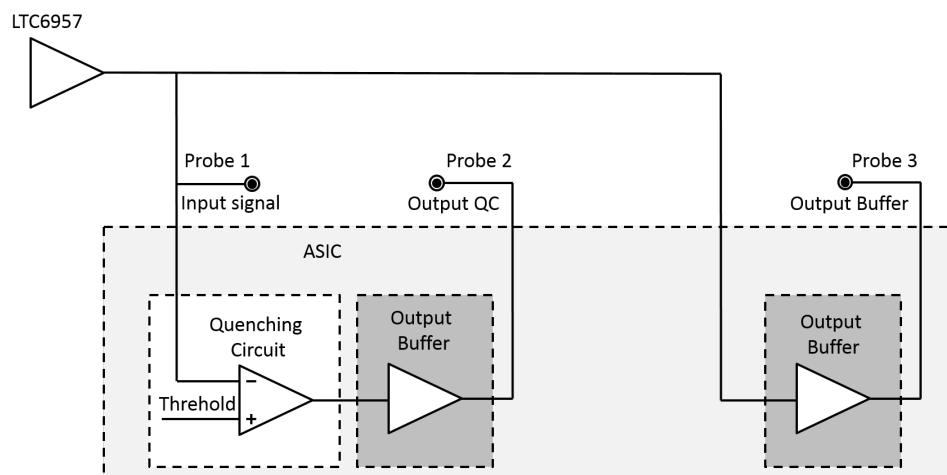 LTC6957
Probe 1
Input signal
Probe 2
Output QC
Probe 3
Output Buffer
ASIC
Quenching
Circuit
−
Threhold
+
Output
Buffer
Output
Buffer